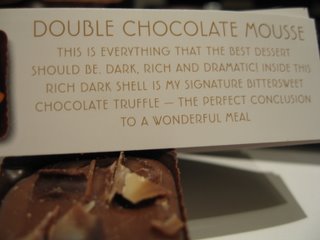 DOUBLE CHOCOLATE MOUSSE
THIS IS EVERYTHING THAT THE BEST DESSERT
SHOULD BE. DARK, RICH AND DRAMATIC! INSIDE THIS
RICH DARK SHELL IS MY SIGNATURE BITTERSWEET
CHOCOLATE TRUFFLE — THE PERFECT CONCLUSION
TO A WONDERFUL MEAL